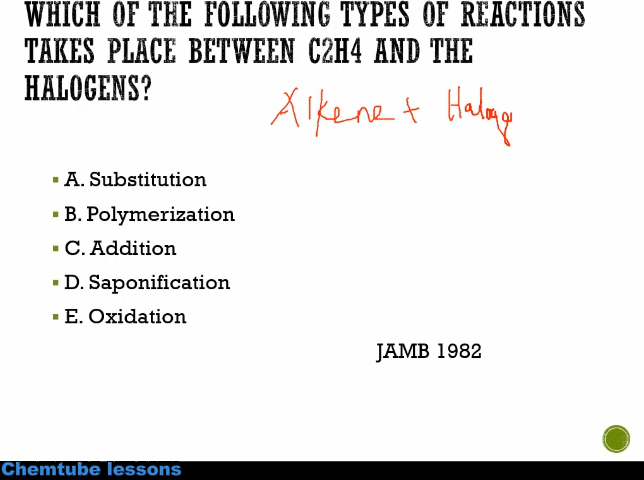 WHICH OF THE FOLLOWING TYPES OF REACTIONS
TAKES PLACE BETWEEN C2H4 AND THE
HALOGENS?
Alkene + Haloge
A. Substitution
B. Polymerization
C. Addition
D. Saponification
E. Oxidation
JAMB 1982
Chemtube lessons